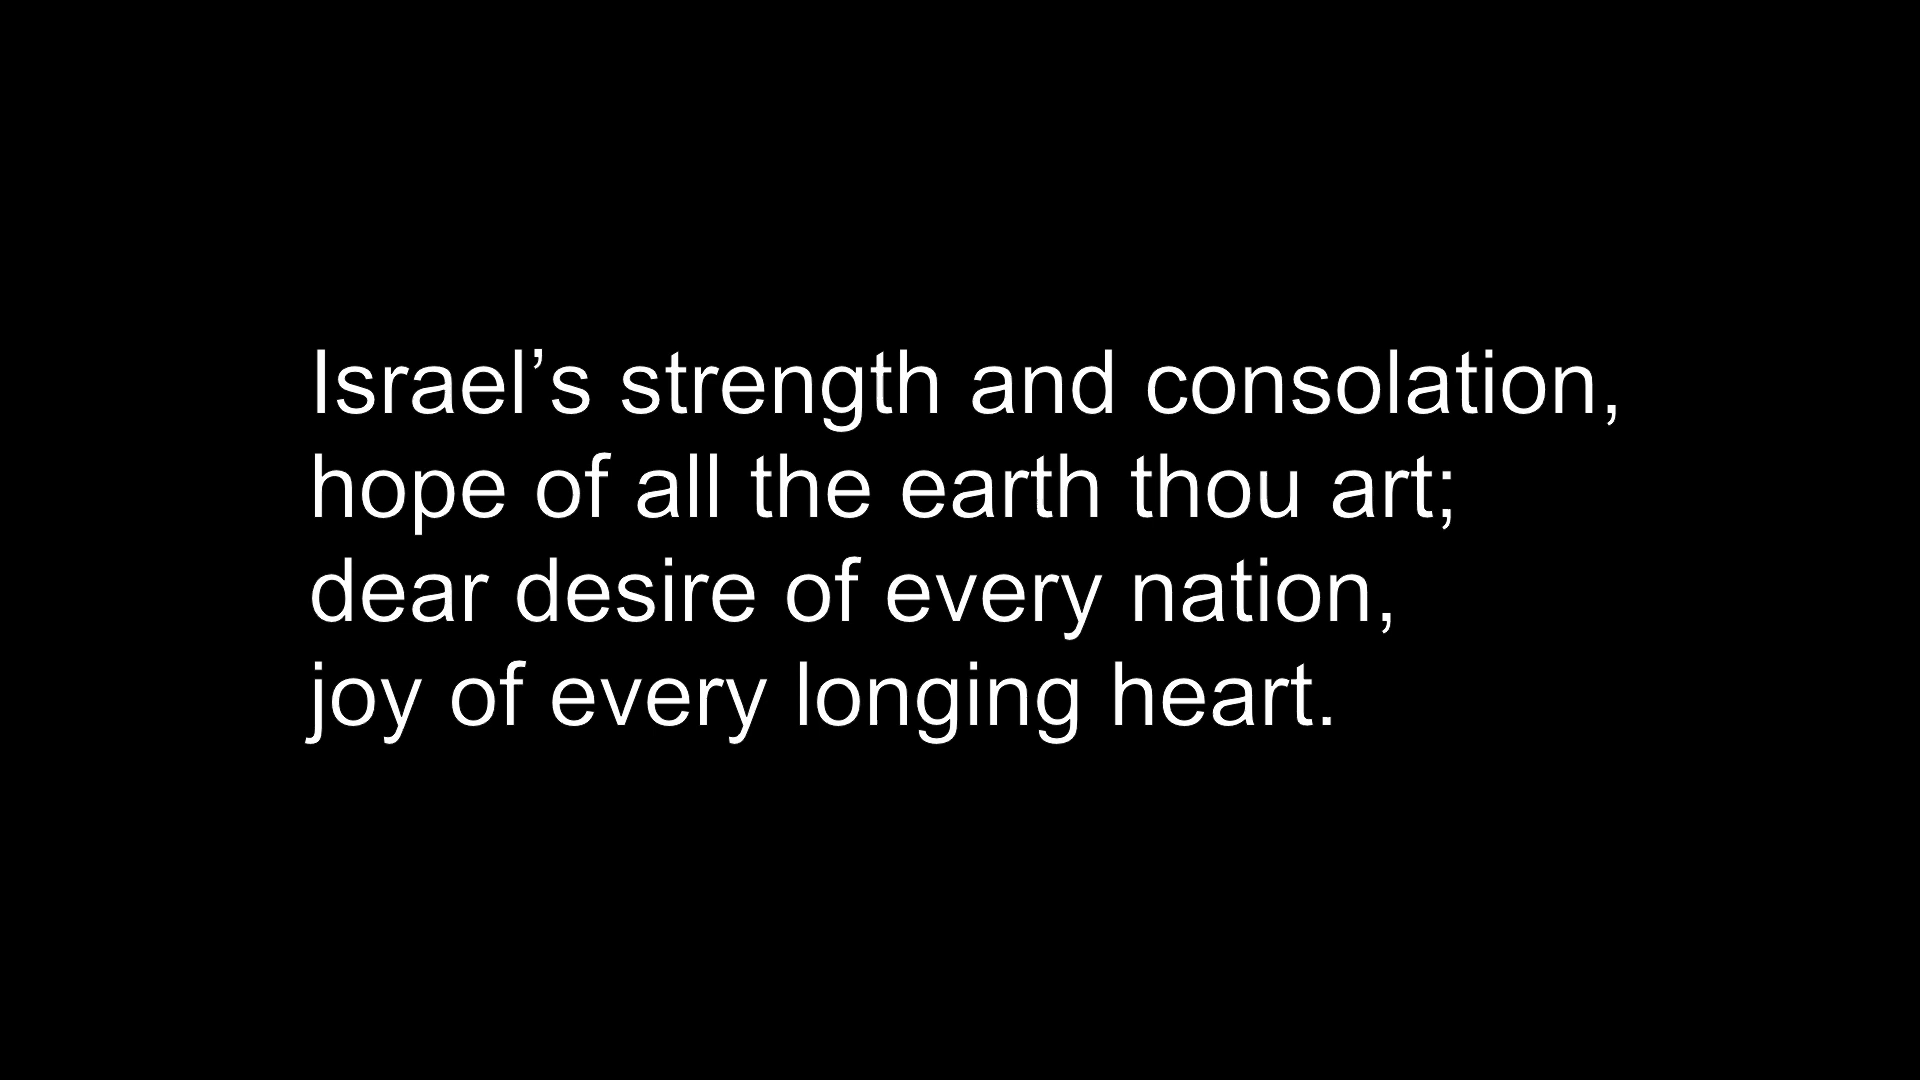 Israel’s strength and consolation,
hope of all the earth thou art;
dear desire of every nation,
joy of every longing heart.